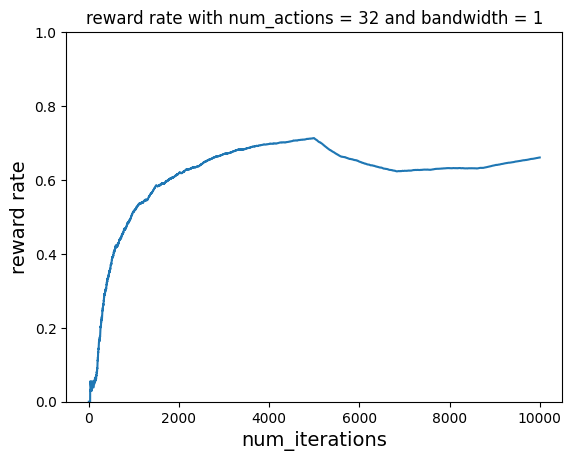 reward rate with num_actions = 32 and bandwidth = 1
1.0
0.8
0.6
0.4
0.2
0.0
reward rate
0 2000 4000 6000 8000 10000
num_iterations